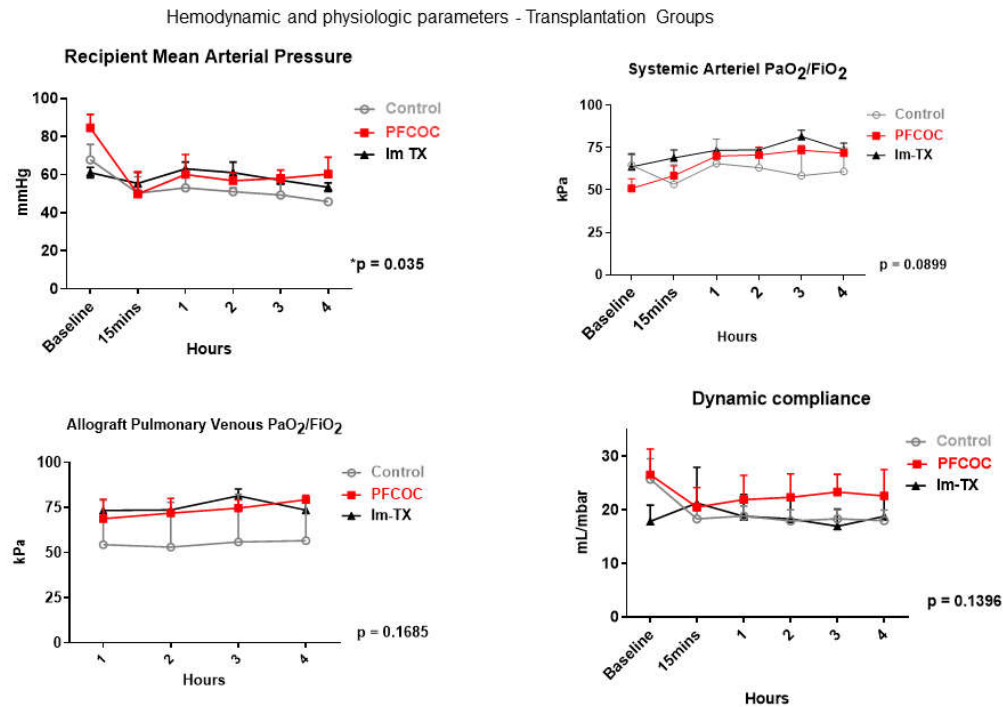 Hemodynamic and physiologic parameters - Transplantation Groups
Recipient Mean Arterial Pressure
100
80
60
40
20
0
mmHg
Control
PFCOC
Im TX
*p = 0.035
Baseline
15mins
1
2
3
4
Hours
Systemic Arteriel PaO2/FiO2
100
75
50
25
0
kPa
Control
PFCOC
Im-TX
p = 0.0899
Baseline
15mins
1
2
3
4
Hours
Allograft Pulmonary Venous PaO2/FiO2
100
75
50
25
0
kPa
Control
PFCOC
Im-TX
p = 0.1685
1
2
3
4
Hours
Dynamic compliance
30
20
10
0
mL/mbar
Control
PFCOC
Im-TX
p = 0.1396
Baseline
15mins
1
2
3
4
Hours